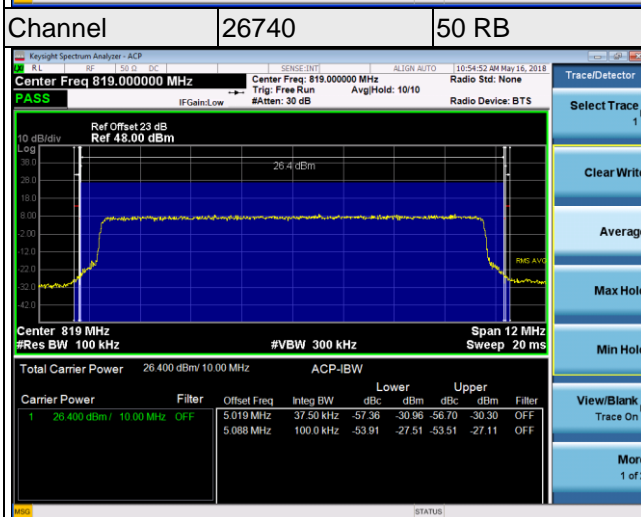 Channel 26740 50 RB
Keysight Spectrum Analyzer - ACP
RL RF 50 Ω DC SENSE:INT ALIGN AUTO 10:54:52 AM May 16, 2018
Center Freq 819.000000 MHz Center Freq: 819.000000 MHz Radio Std: None Trace/Detector
Trig: Free Run Avg|Hold: 10/10
PASS IFGain:Low #Atten: 30 dB Radio Device: BTS
Select Trace
1
Ref Offset 23 dB
10 dB/div Ref 48.00 dBm
Log
38.0
26.4 dBm
28.0
Clear Write
18.0
8.00
-2.00
Average
-12.0
RMS AVG
-22.0
-32.0
Max Hold
-42.0
Center 819 MHz Span 12 MHz
#Res BW 100 kHz #VBW 300 kHz Sweep 20 ms
Min Hold
Total Carrier Power 26.400 dBm/ 10.00 MHz ACP-IBW
Lower Upper
Carrier Power Filter Offset Freq Integ BW dBc dBm dBc dBm Filter
1 26.400 dBm / 10.00 MHz OFF 5.019 MHz 37.50 kHz -57.36 -30.96 -56.70 -30.30 OFF
5.088 MHz 100.0 kHz -53.91 -27.51 -53.51 -27.11 OFF
View/Blank
Trace On
More
1 of
MSG STATUS